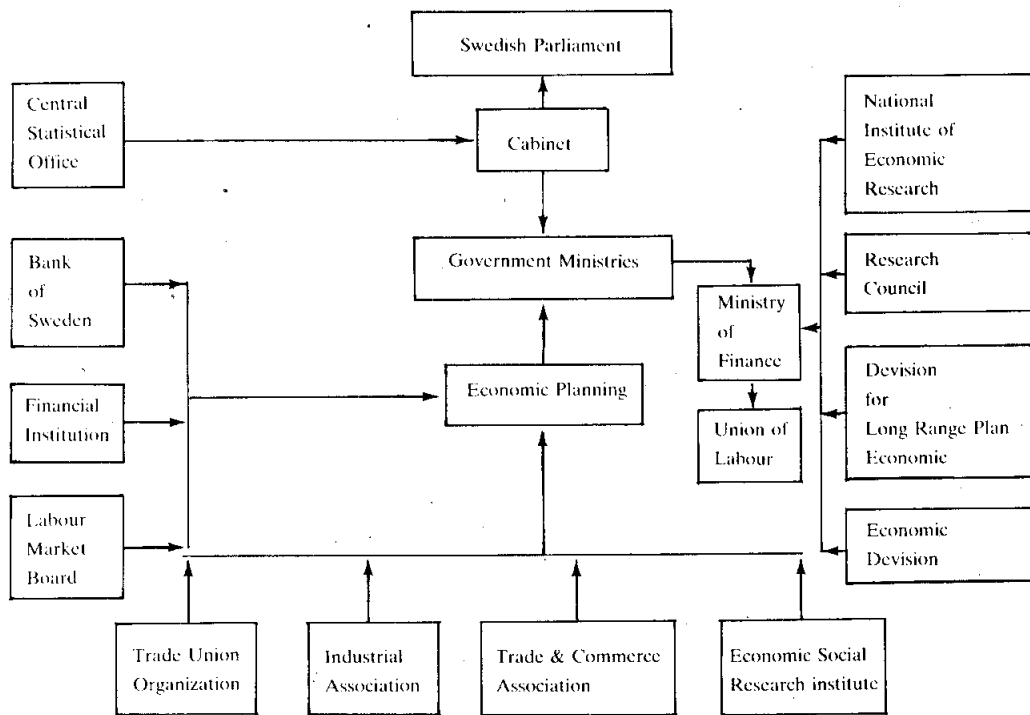 Swedish Parliament
Central
Statistical
Office
Cabinet
National
Institute of
Economic
Research
Bank
of
Sweden
Government Ministries
Research
Council
Ministry
of
Finance
Financial
Institution
Economic Planning
Union of
Labour
Devision
for
Long Range Plan
Economic
Labour
Market
Board
Economic
Devision
Trade Union
Organization
Industrial
Association
Trade & Commerce
Association
Economic Social
Research institute